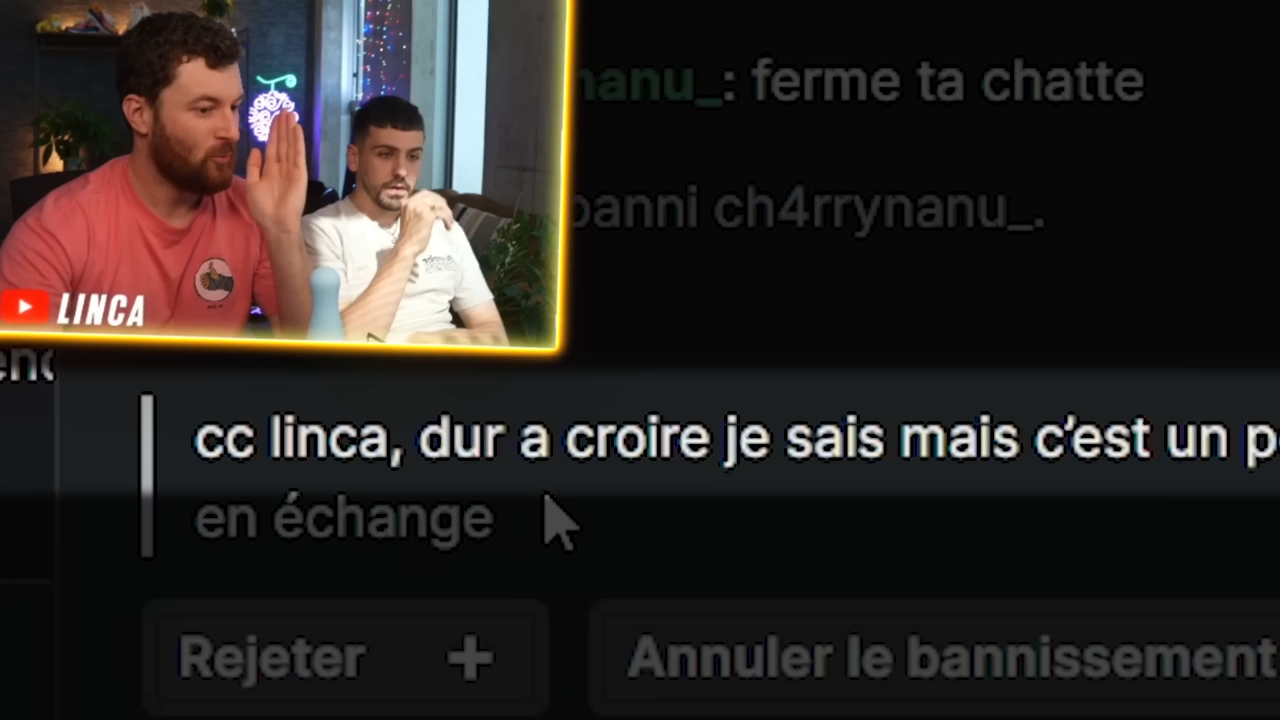 nanu_: ferme ta chatte
banni ch4rrynanu_.
LINCA
cc linca, dur a croire je sais mais c'est un
en échange
Rejeter +
Annuler le bannissement